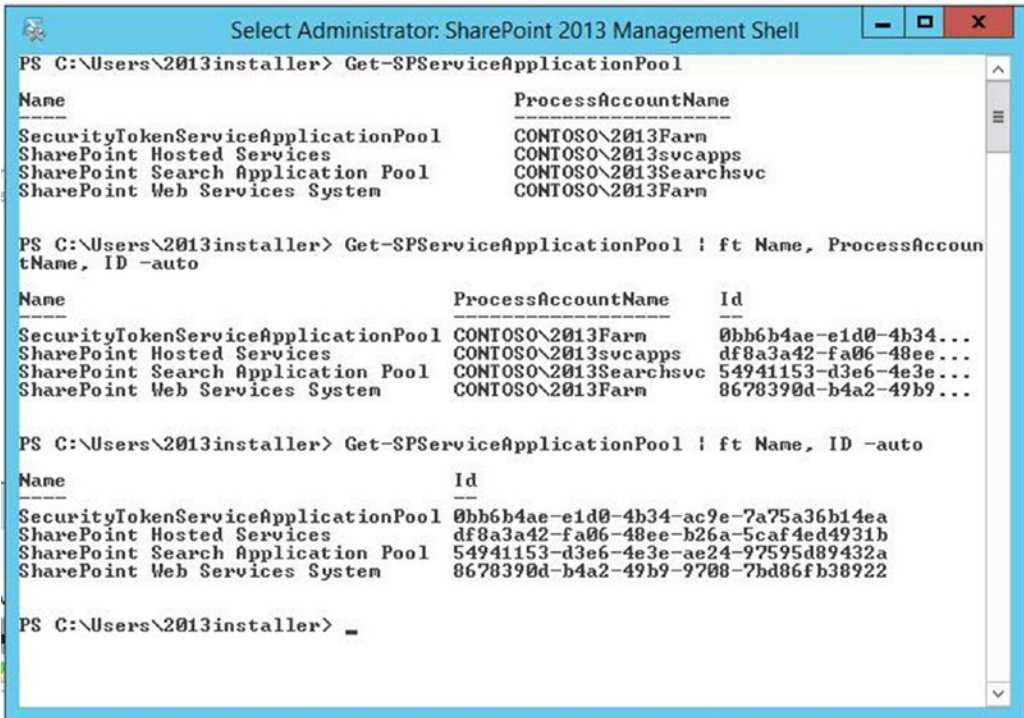 Select Administrator: SharePoint 2013 Management Shell
PS C:\Users\2013installer> Get-SPServiceApplicationPool
Name ProcessAccountName
---- ------------------
SecurityTokenServiceApplicationPool CONTOSO\2013Farm
SharePoint Hosted Services CONTOSO\2013svcapps
SharePoint Search Application Pool CONTOSO\2013Searchsvc
SharePoint Web Services System CONTOSO\2013Farm
PS C:\Users\2013installer> Get-SPServiceApplicationPool | ft Name, ProcessAccoun
tName, ID -auto
Name ProcessAccountName Id
---- ------------------ --
SecurityTokenServiceApplicationPool CONTOSO\2013Farm 0bb6b4ae-e1d0-4b34...
SharePoint Hosted Services CONTOSO\2013svcapps df8a3a42-fa06-48ee...
SharePoint Search Application Pool CONTOSO\2013Searchsvc 54941153-d3e6-4e3e...
SharePoint Web Services System CONTOSO\2013Farm 8678390d-b4a2-49b9...
PS C:\Users\2013installer> Get-SPServiceApplicationPool | ft Name, ID -auto
Name Id
---- --
SecurityTokenServiceApplicationPool 0bb6b4ae-e1d0-4b34-ac9e-7a75a36b14ea
SharePoint Hosted Services df8a3a42-fa06-48ee-b26a-5caf4ed4931b
SharePoint Search Application Pool 54941153-d3e6-4e3e-ae24-97595d89432a
SharePoint Web Services System 8678390d-b4a2-49b9-9708-7bd86fb38922
PS C:\Users\2013installer> _